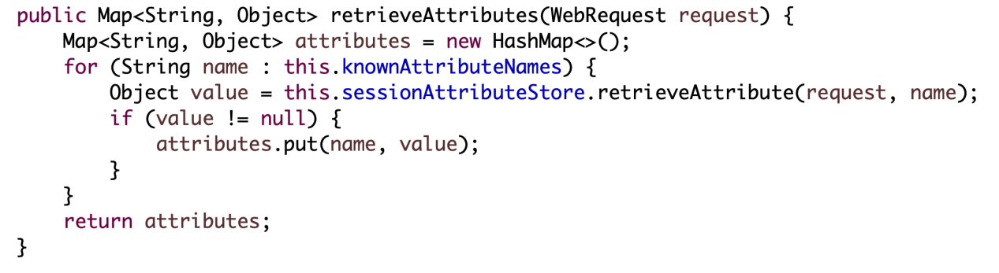 public Map<String, Object> retrieveAttributes(WebRequest request) {
    Map<String, Object> attributes = new HashMap<>();
    for (String name : this.knownAttributeNames) {
        Object value = this.sessionAttributeStore.retrieveAttribute(request, name);
        if (value != null) {
            attributes.put(name, value);
        }
    }
    return attributes;
}